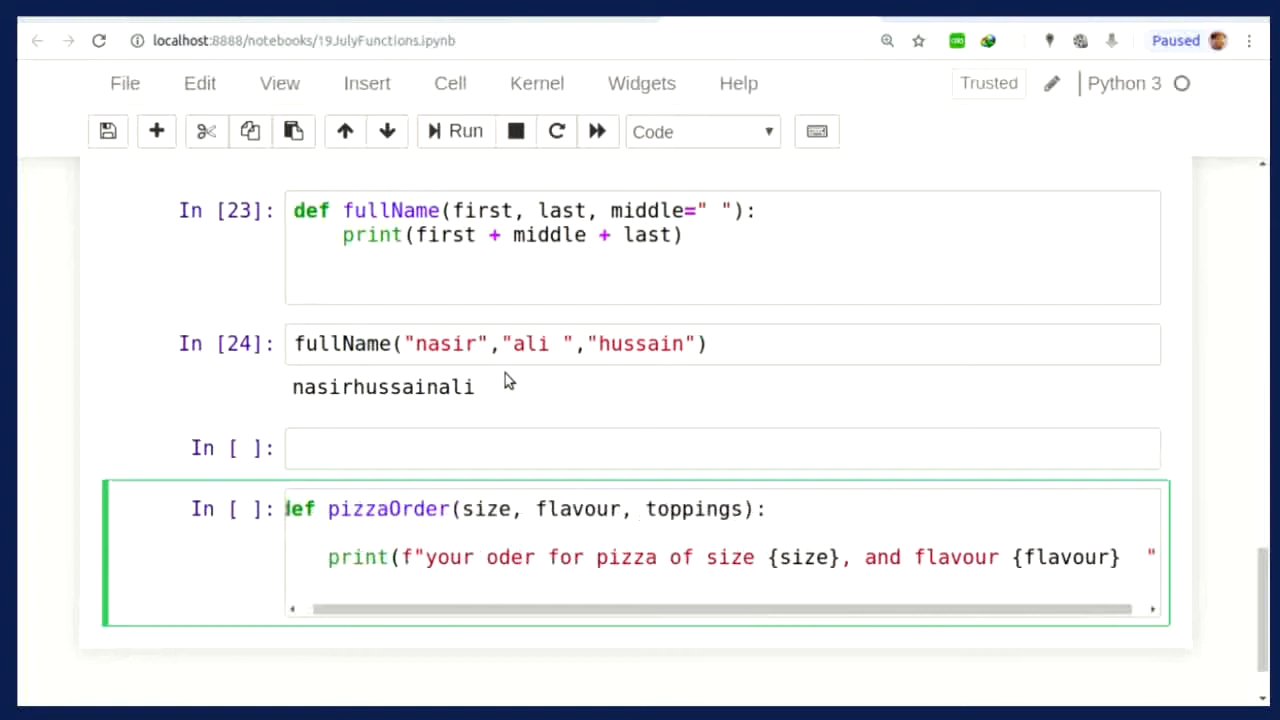 localhost:8888/notebooks/19JulyFunctions.ipynb
Paused
File Edit View Insert Cell Kernel Widgets Help
Trusted
Python 3
Run
Code
In [23]:
def fullName(first, last, middle=" "):
    print(first + middle + last)
In [24]:
fullName("nasir","ali ","hussain")
nasirhussainali
In [ ]:
In [ ]:
def pizzaOrder(size, flavour, toppings):
    print(f"your oder for pizza of size {size}, and flavour {flavour}  "